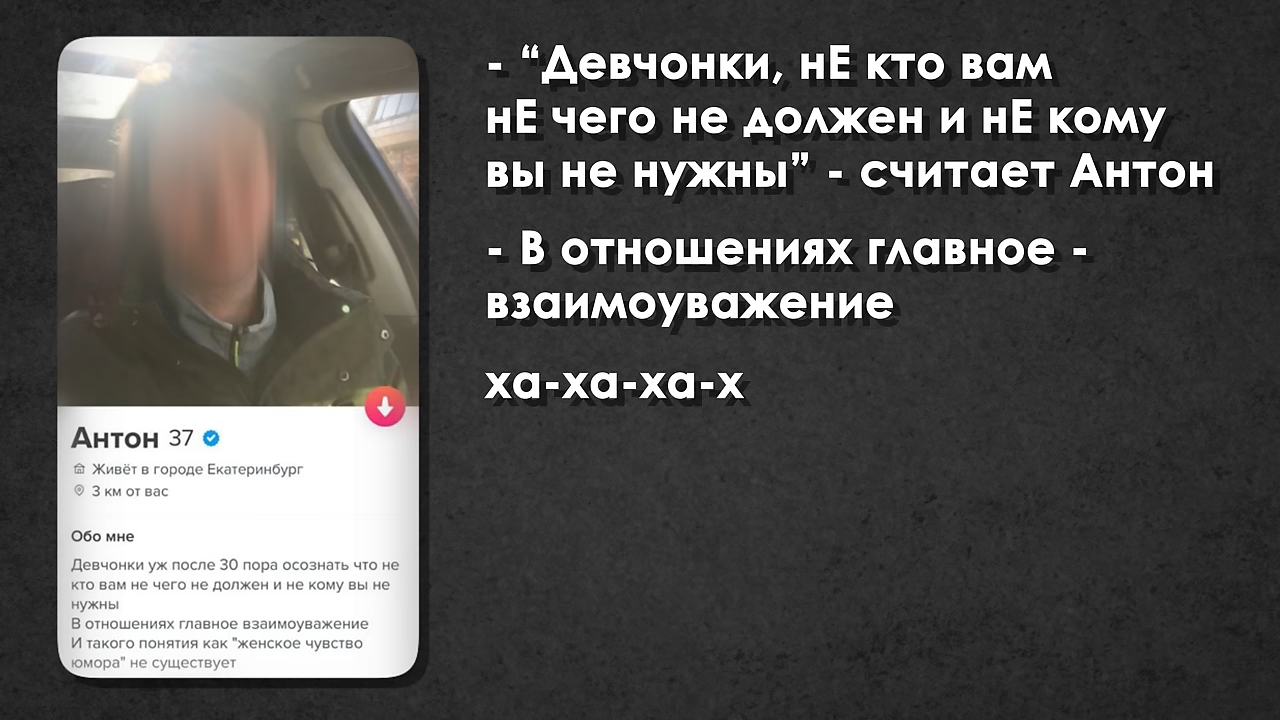 - “Девчонки, нЕ кто вам
нЕ чего не должен и нЕ кому
вы не нужны” - считает Антон
- В отношениях главное -
взаимоуважение
ха-ха-ха-х
Антон 37
Живёт в городе Екатеринбург
3 км от вас
Обо мне
Девчонки уж после 30 пора осознать что не
кто вам не чего не должен и не кому вы не
нужны
В отношениях главное взаимоуважение
И такого понятия как "женское чувство
юмора" не существует